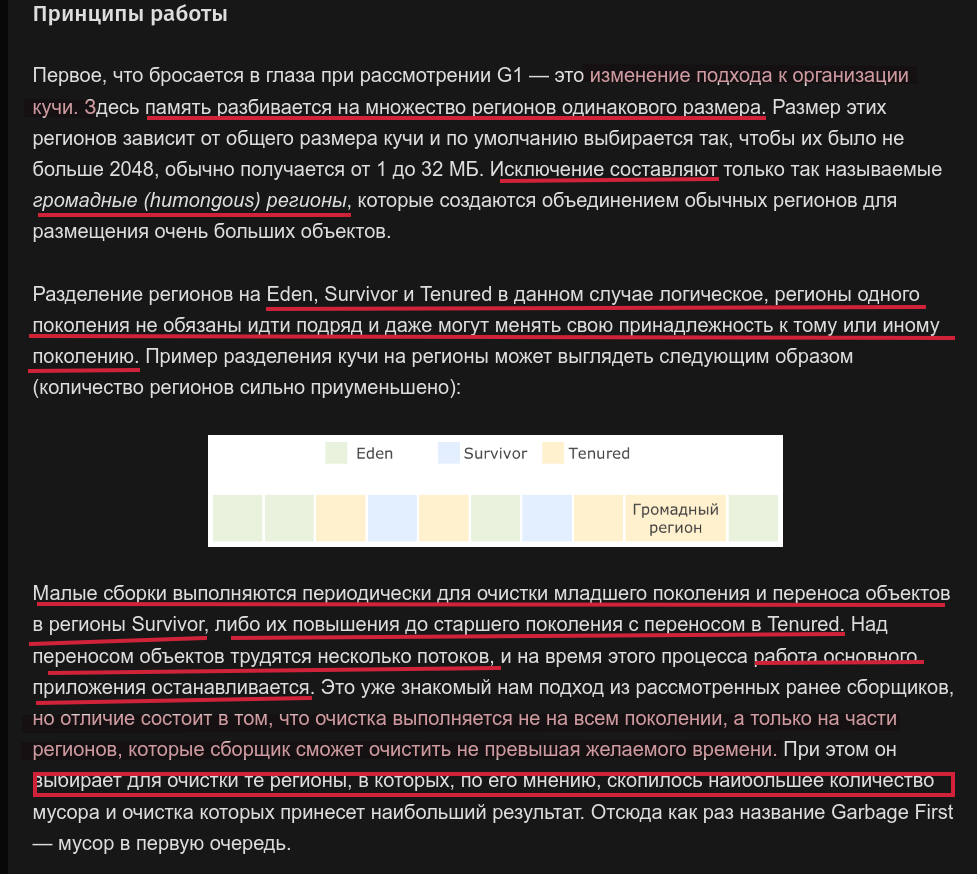 Принципы работы
Первое, что бросается в глаза при рассмотрении G1 — это изменение подхода к организации
кучи. Здесь память разбивается на множество регионов одинакового размера. Размер этих
регионов зависит от общего размера кучи и по умолчанию выбирается так, чтобы их было не
больше 2048, обычно получается от 1 до 32 МБ. Исключение составляют только так называемые
громадные (humongous) регионы, которые создаются объединением обычных регионов для
размещения очень больших объектов.
Разделение регионов на Eden, Survivor и Tenured в данном случае логическое, регионы одного
поколения не обязаны идти подряд и даже могут менять свою принадлежность к тому или иному
поколению. Пример разделения кучи на регионы может выглядеть следующим образом
(количество регионов сильно приуменьшено):
Eden Survivor Tenured
Громадный
регион
Малые сборки выполняются периодически для очистки младшего поколения и переноса объектов
в регионы Survivor, либо их повышения до старшего поколения с переносом в Tenured. Над
переносом объектов трудятся несколько потоков, и на время этого процесса работа основного
приложения останавливается. Это уже знакомый нам подход из рассмотренных ранее сборщиков,
но отличие состоит в том, что очистка выполняется не на всем поколении, а только на части
регионов, которые сборщик сможет очистить не превышая желаемого времени. При этом он
выбирает для очистки те регионы, в которых, по его мнению, скопилось наибольшее количество
мусора и очистка которых принесет наибольший результат. Отсюда как раз название Garbage First
— мусор в первую очередь.